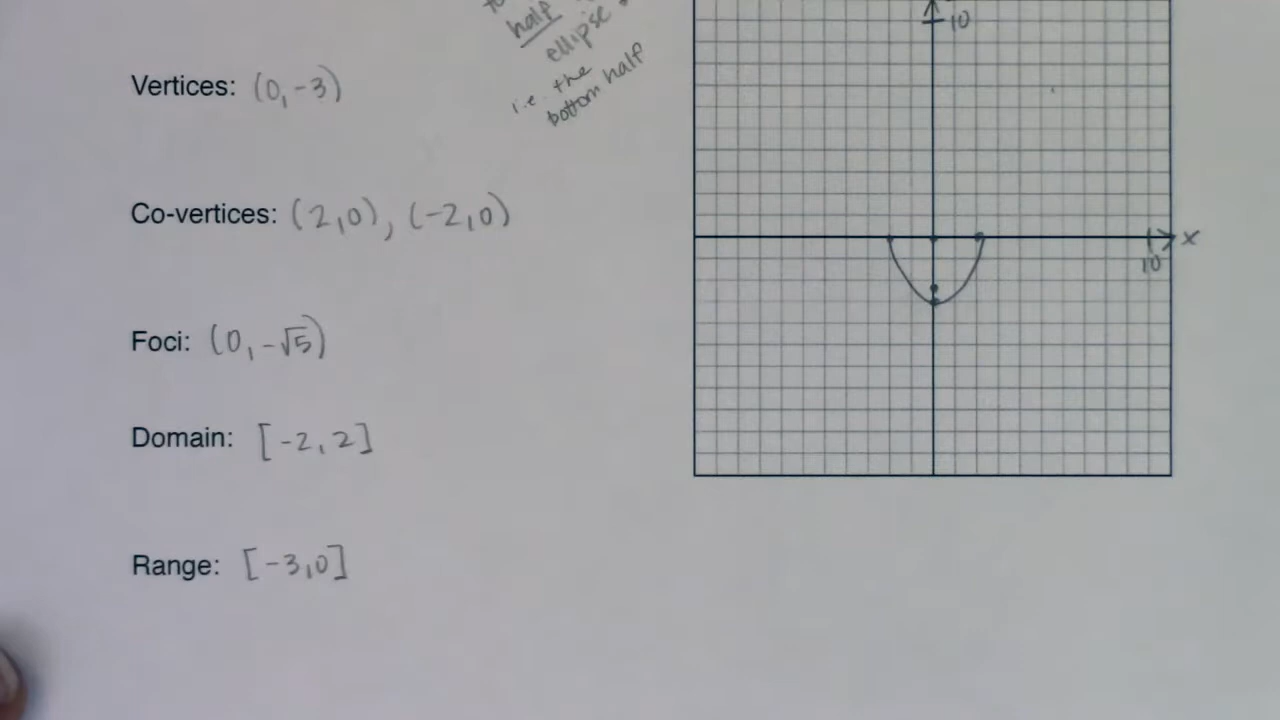 half
ellipse
i.e. the
bottom half
10
Vertices: (0,-3)
Co-vertices: (2,0), (-2,0)
x
10
Foci: (0,-√5)
Domain: [-2,2]
Range: [-3,0]